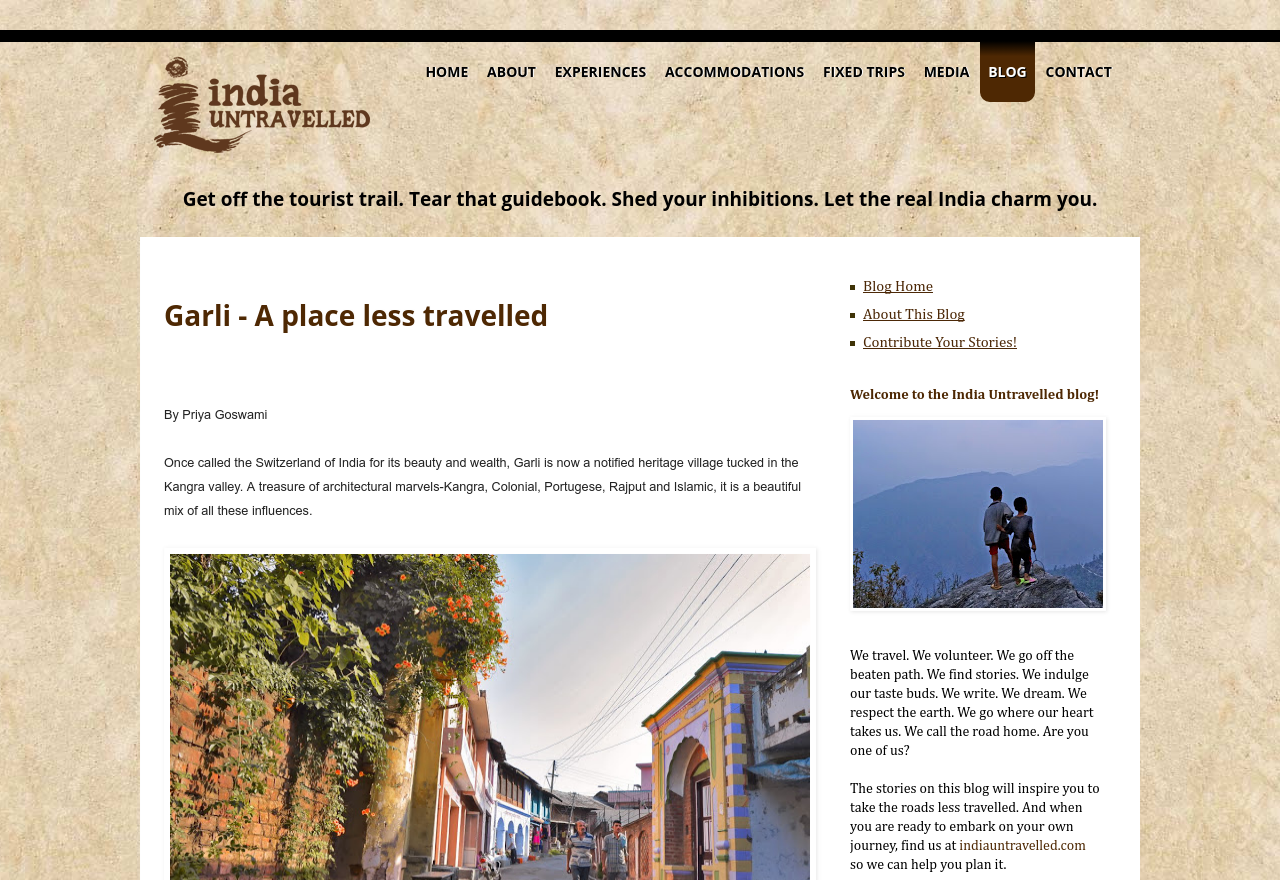 india
UNTRAVELLED
HOME ABOUT EXPERIENCES ACCOMMODATIONS FIXED TRIPS MEDIA BLOG CONTACT
Get off the tourist trail. Tear that guidebook. Shed your inhibitions. Let the real India charm you.
Garli - A place less travelled
By Priya Goswami
Once called the Switzerland of India for its beauty and wealth, Garli is now a notified heritage village tucked in the
Kangra valley. A treasure of architectural marvels-Kangra, Colonial, Portugese, Rajput and Islamic, it is a beautiful
mix of all these influences.
Blog Home
About This Blog
Contribute Your Stories!
Welcome to the India Untravelled blog!
We travel. We volunteer. We go off the
beaten path. We find stories. We indulge
our taste buds. We write. We dream. We
respect the earth. We go where our heart
takes us. We call the road home. Are you
one of us?
The stories on this blog will inspire you to
take the roads less travelled. And when
you are ready to embark on your own
journey, find us at indiauntravelled.com
so we can help you plan it.